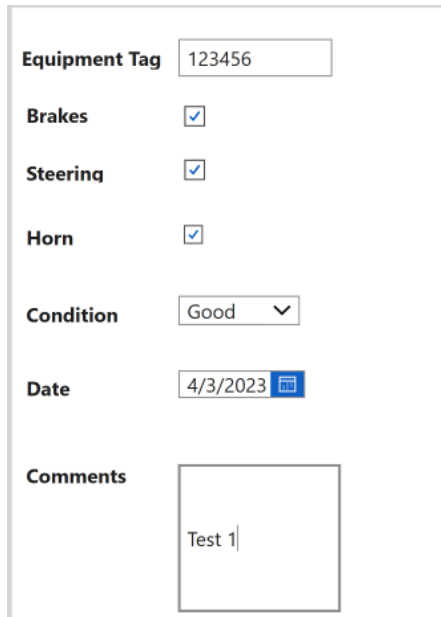 Equipment Tag 123456
Brakes
Steering
Horn
Condition Good
Date 4/3/2023
Comments
Test 1